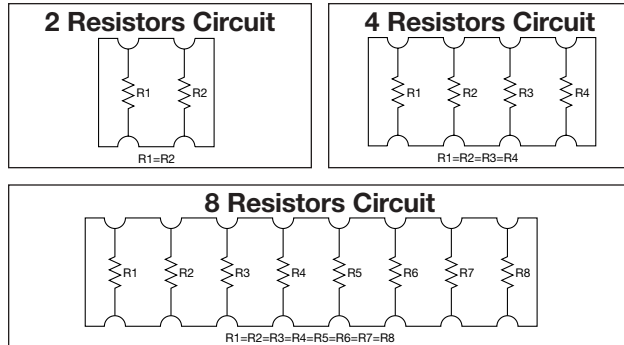 2 Resistors Circuit
R1 R2
R1=R2
4 Resistors Circuit
R1 R2 R3 R4
R1=R2=R3=R4
8 Resistors Circuit
R1 R2 R3 R4 R5 R6 R7 R8
R1=R2=R3=R4=R5=R6=R7=R8